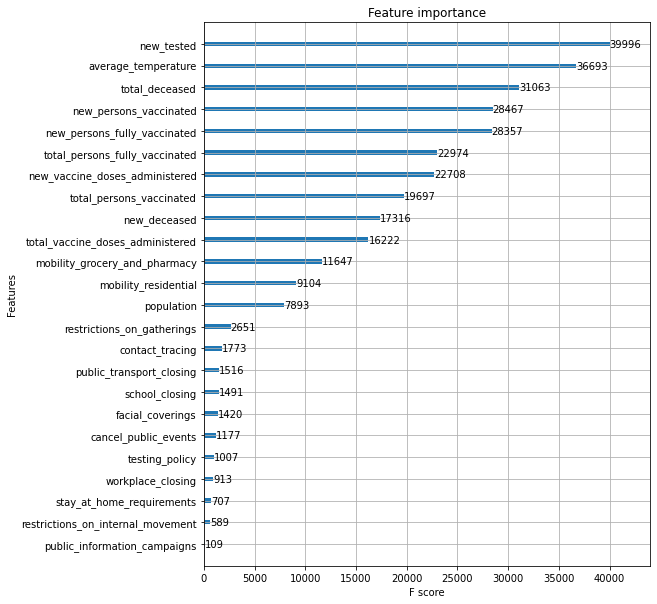 Feature importance
new_tested 39996
average_temperature 36693
total_deceased 31063
new_persons_vaccinated 28467
new_persons_fully_vaccinated 28357
total_persons_fully_vaccinated 22974
new_vaccine_doses_administered 22708
total_persons_vaccinated 19697
new_deceased 17316
total_vaccine_doses_administered 16222
mobility_grocery_and_pharmacy 11647
mobility_residential 9104
population 7893
restrictions_on_gatherings 2651
contact_tracing 1773
public_transport_closing 1516
school_closing 1491
facial_coverings 1420
cancel_public_events 1177
testing_policy 1007
workplace_closing 913
stay_at_home_requirements 707
restrictions_on_internal_movement 589
public_information_campaigns 109
Features
0 5000 10000 15000 20000 25000 30000 35000 40000
F score